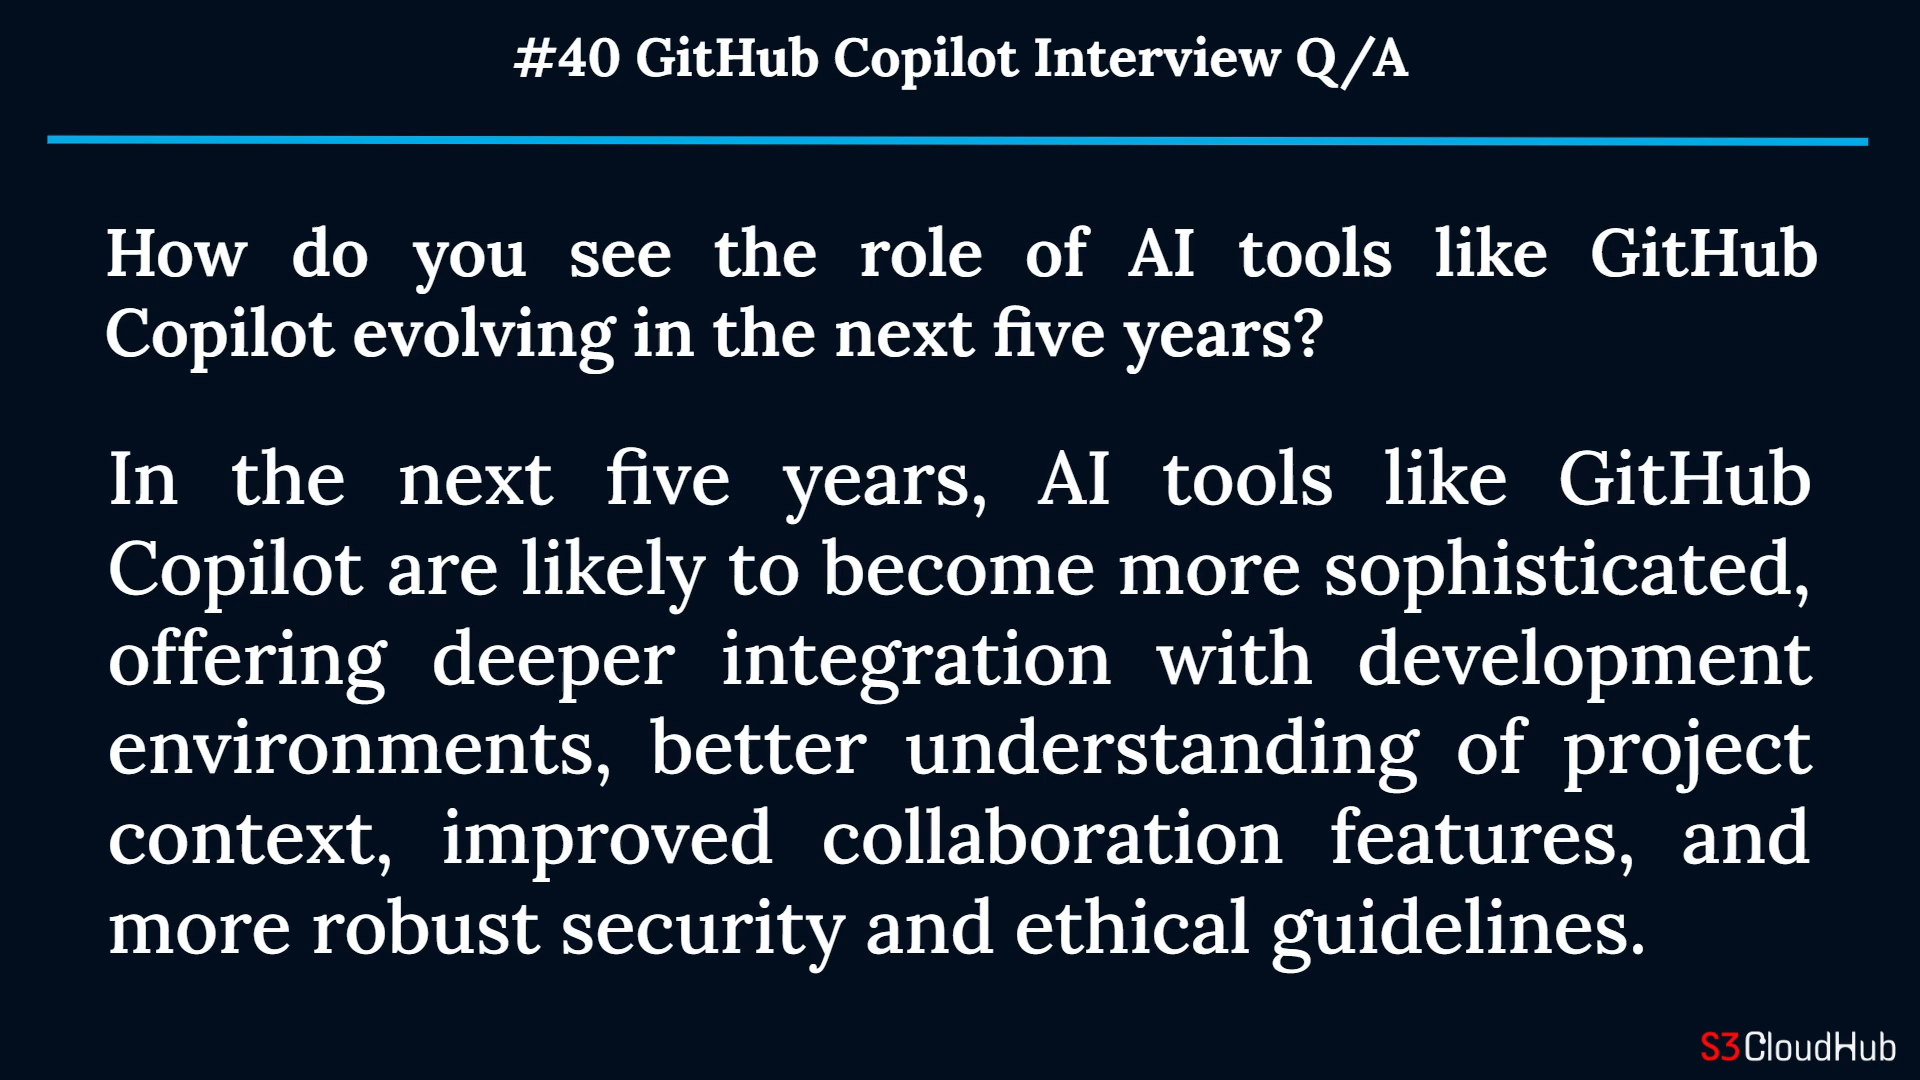 #40 GitHub Copilot Interview Q/A
How do you see the role of AI tools like GitHub
Copilot evolving in the next five years?
In the next five years, AI tools like GitHub
Copilot are likely to become more sophisticated,
offering deeper integration with development
environments, better understanding of project
context, improved collaboration features, and
more robust security and ethical guidelines.
S3CloudHub